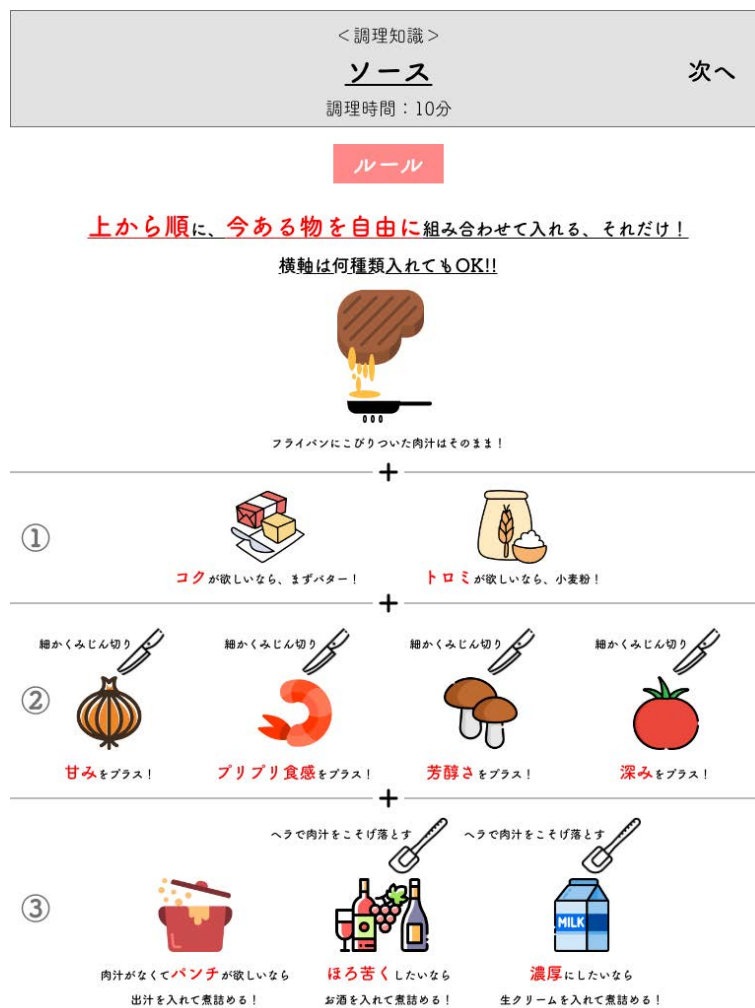 ＜調理知識＞
ソース
次へ
調理時間：10分
ルール
上から順に、今ある物を自由に組み合わせて入れる、それだけ！
横軸は何種類入れてもOK!!
フライパンにこびりついた肉汁はそのまま！
+
①
コクが欲しいなら、まずバター！
トロミが欲しいなら、小麦粉！
+
細かくみじん切り
細かくみじん切り
細かくみじん切り
細かくみじん切り
②
甘みをプラス！
プリプリ食感をプラス！
芳醇さをプラス！
深みをプラス！
+
ヘラで肉汁をこそげ落とす
ヘラで肉汁をこそげ落とす
③
MILK
肉汁がなくてパンチが欲しいなら
出汁を入れて煮詰める！
ほろ苦くしたいなら
お酒を入れて煮詰める！
濃厚にしたいなら
生クリームを入れて煮詰める！